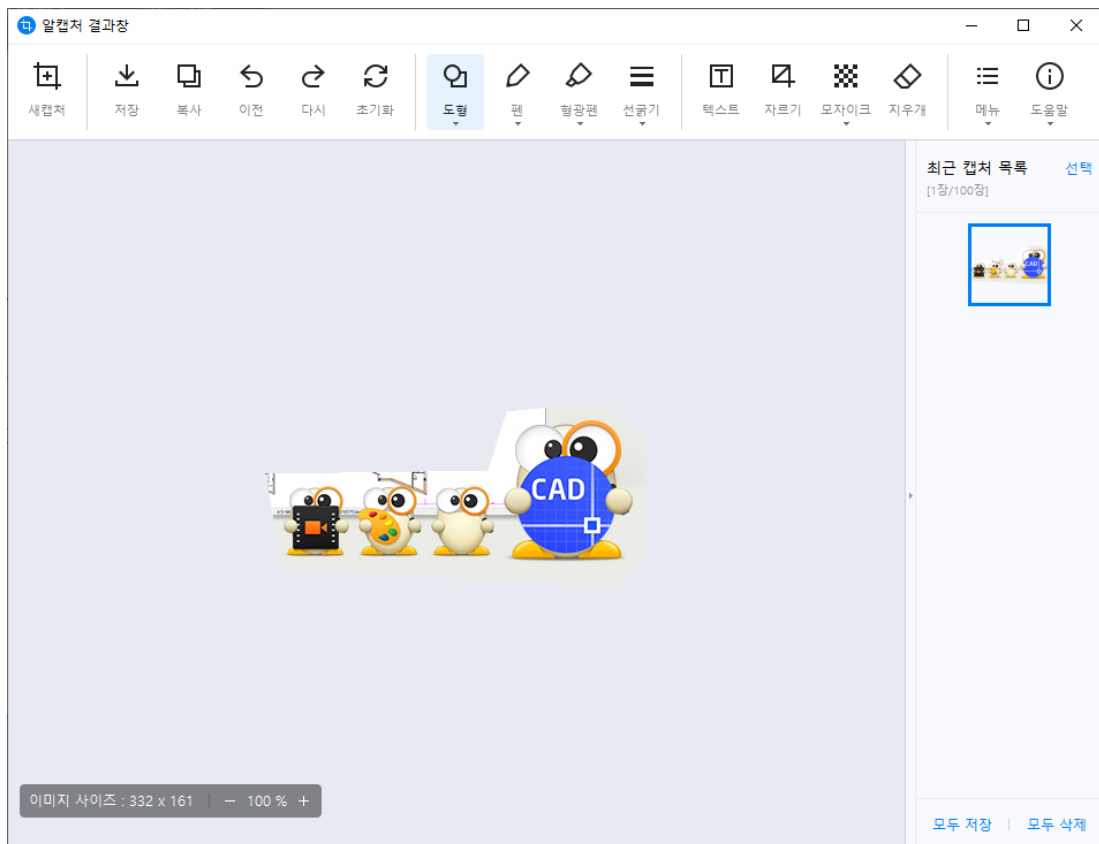 알캡처 결과창
새캡처
저장
복사
이전
다시
초기화
도형
펜
형광펜
선굵기
텍스트
자르기
모자이크
지우개
메뉴
도움말
최근 캡처 목록
선택
[1장/100장]
CAD
CAD
이미지 사이즈 : 332 x 161
100 %
모두 저장
모두 삭제